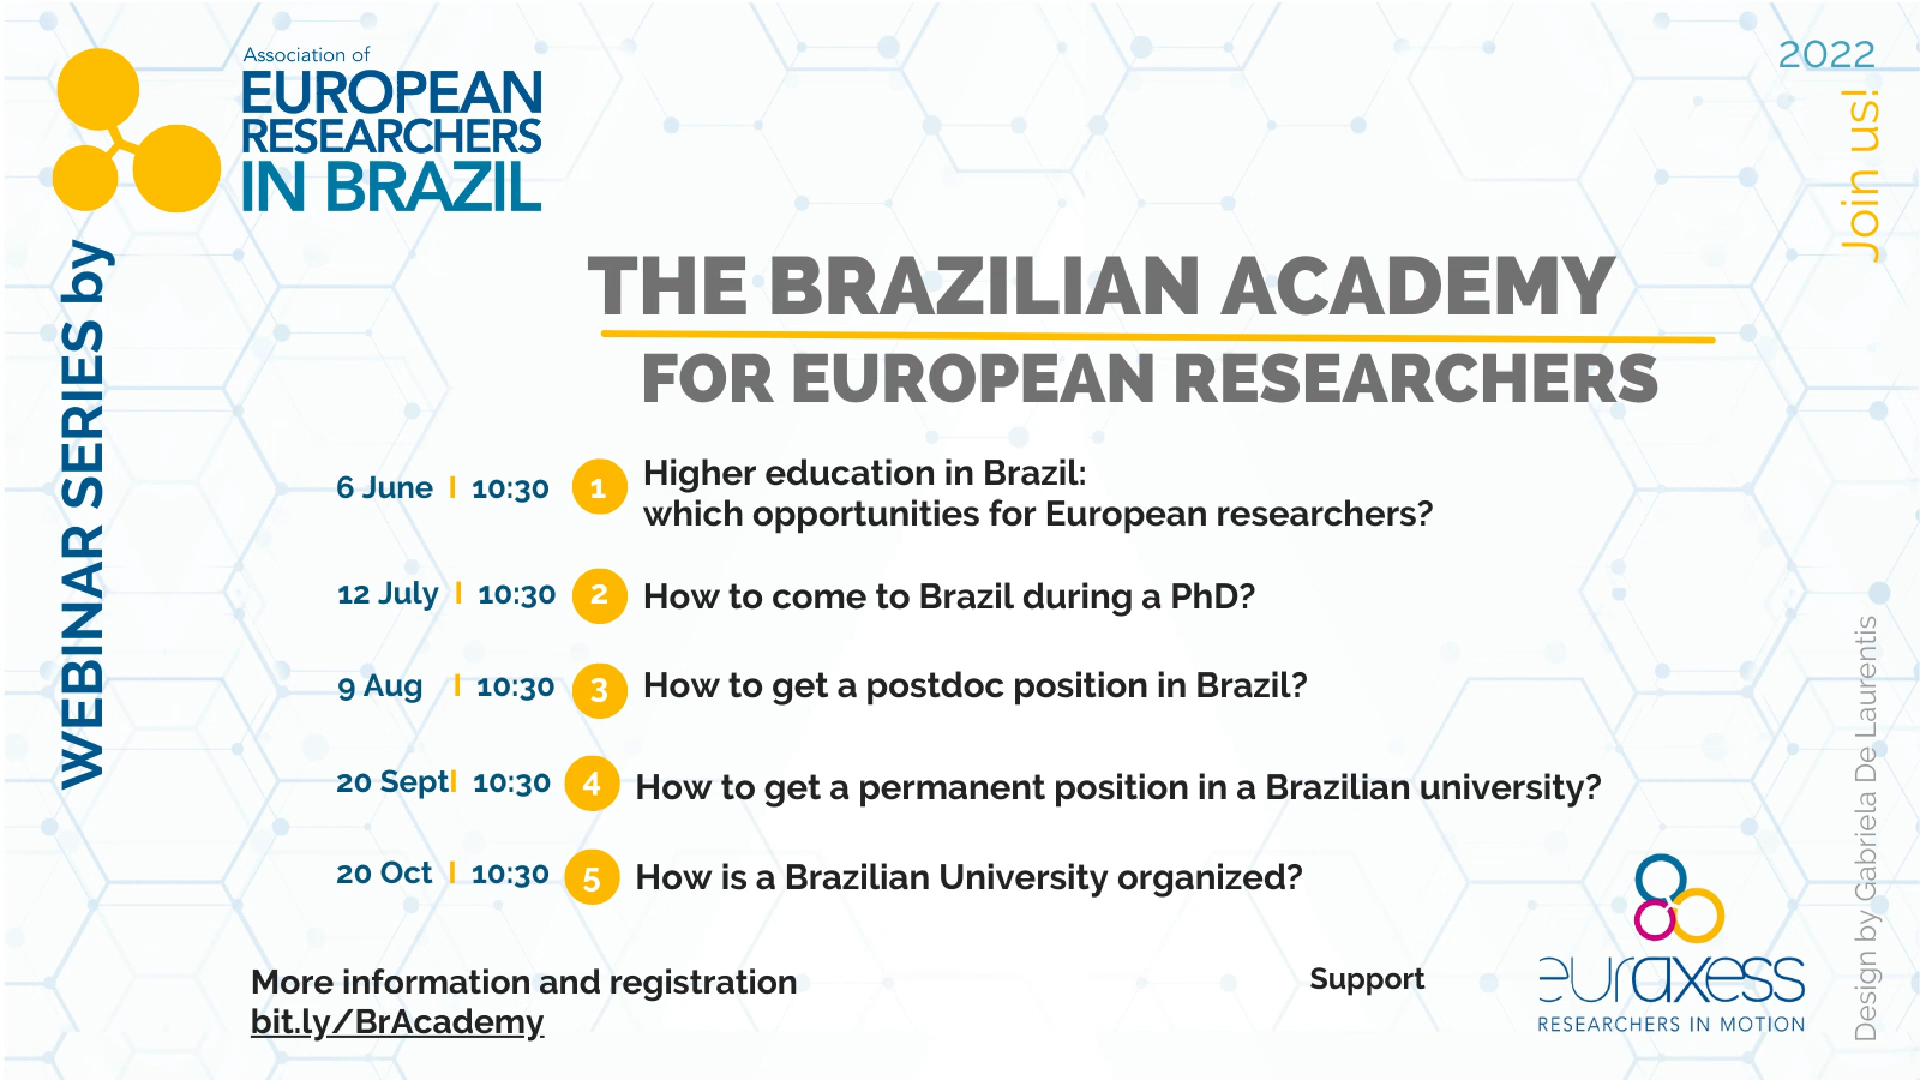 Association of
EUROPEAN
RESEARCHERS
IN BRAZIL
2022
Join us!
WEBINAR SERIES by
THE BRAZILIAN ACADEMY
FOR EUROPEAN RESEARCHERS
6 June | 10:30 1 Higher education in Brazil:
which opportunities for European researchers?
12 July | 10:30 2 How to come to Brazil during a PhD?
9 Aug | 10:30 3 How to get a postdoc position in Brazil?
20 Sept| 10:30 4 How to get a permanent position in a Brazilian university?
20 Oct | 10:30 5 How is a Brazilian University organized?
More information and registration
bit.ly/BrAcademy
Support
euraxess
RESEARCHERS IN MOTION
Design by Gabriela De Laurentis